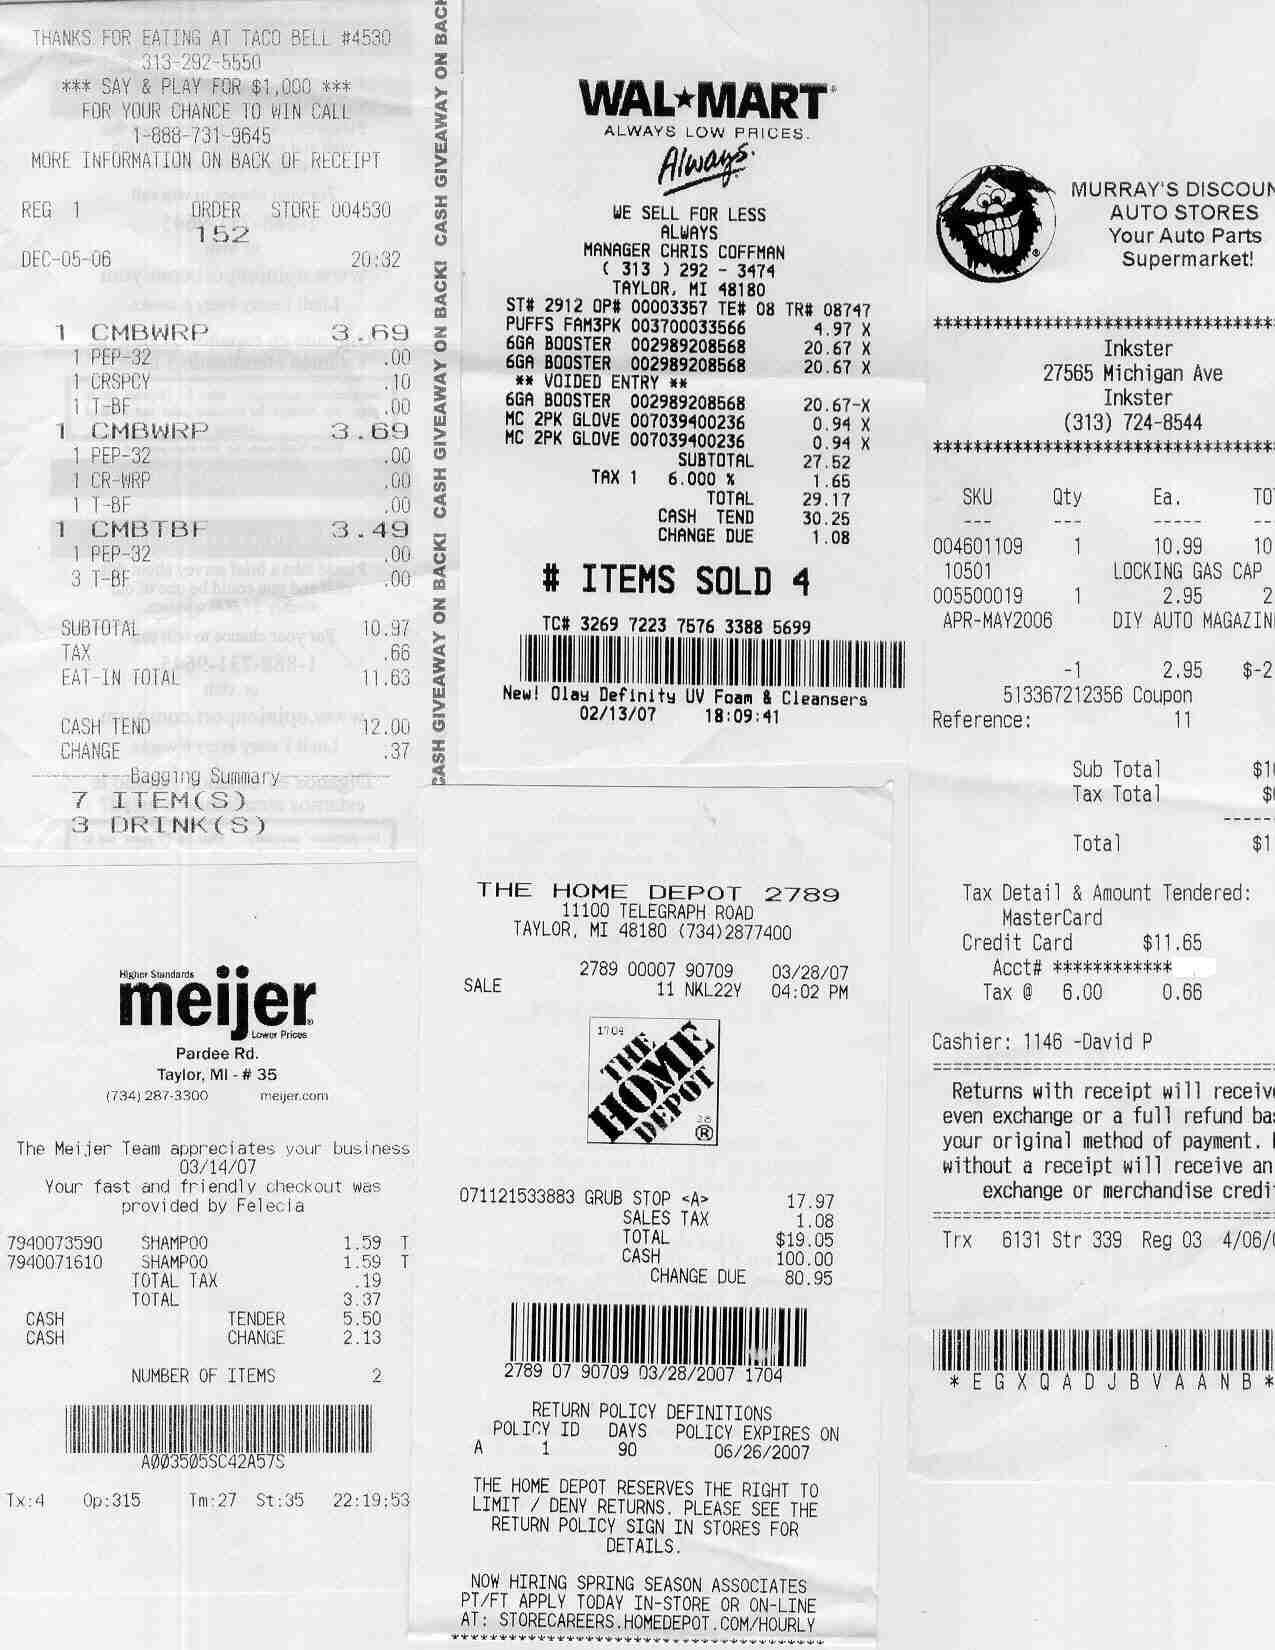 THANKS FOR EATING AT TACO BELL #4530
313-292-5550
*** SAY & PLAY FOR $1,000 ***
FOR YOUR CHANCE TO WIN CALL
1-888-731-9645
MORE INFORMATION ON BACK OF RECEIPT
REG 1 ORDER STORE 004530
152
DEC-05-06 20:32
1 CMBWRP 3.69
1 PEP-32 .00
1 CRSPCY .10
1 T-BF .00
1 CMBWRP 3.69
1 PEP-32 .00
1 CR-WRP .00
1 T-BF .00
1 CMBTBF 3.49
1 PEP-32 .00
3 T-BF .00
SUBTOTAL 10.97
TAX .66
EAT-IN TOTAL 11.63
CASH TEND 12.00
CHANGE .37
Bagging Summary
7 ITEM(S)
3 DRINK(S)
CASH GIVEAWAY ON BACK! CASH GIVEAWAY ON BACK! CASH GIVEAWAY ON BACK! CASH GIVEAWAY ON BACK
WAL★MART®
ALWAYS LOW PRICES.
Always.
WE SELL FOR LESS
ALWAYS
MANAGER CHRIS COFFMAN
( 313 ) 292 - 3474
TAYLOR, MI 48180
ST# 2912 OP# 00003357 TE# 08 TR# 08747
PUFFS FAM3PK 003700033566 4.97 X
6GA BOOSTER 002989208568 20.67 X
6GA BOOSTER 002989208568 20.67 X
** VOIDED ENTRY **
6GA BOOSTER 002989208568 20.67-X
MC 2PK GLOVE 007039400236 0.94 X
MC 2PK GLOVE 007039400236 0.94 X
SUBTOTAL 27.52
TAX 1 6.000 % 1.65
TOTAL 29.17
CASH TEND 30.25
CHANGE DUE 1.08
# ITEMS SOLD 4
TC# 3269 7223 7576 3388 5699
New! Olay Definity UV Foam & Cleansers
02/13/07 18:09:41
MURRAY'S DISCOUN
AUTO STORES
Your Auto Parts
Supermarket!
***********************************
Inkster
27565 Michigan Ave
Inkster
(313) 724-8544
***********************************
SKU Qty Ea. TO
--- --- ----- --
004601109 1 10.99 10
10501 LOCKING GAS CAP
005500019 1 2.95 2
APR-MAY2006 DIY AUTO MAGAZIN
-1 2.95 $-2
513367212356 Coupon
Reference: 11
Sub Total $1
Tax Total $
------
Total $1
Tax Detail & Amount Tendered:
MasterCard
Credit Card $11.65
Acct# ************
Tax @ 6.00 0.66
Cashier: 1146 -David P
===================================
Returns with receipt will receiv
even exchange or a full refund ba
your original method of payment.
without a receipt will receive an
exchange or merchandise credi
===================================
Trx 6131 Str 339 Reg 03 4/06/
*EGXQADJBVAANB*
Higher Standards
meijer®
Lower Prices
Pardee Rd.
Taylor, MI - # 35
(734) 287-3300 meijer.com
The Meijer Team appreciates your business
03/14/07
Your fast and friendly checkout was
provided by Felecia
7940073590 SHAMPOO 1.59 T
7940071610 SHAMPOO 1.59 T
TOTAL TAX .19
TOTAL 3.37
CASH TENDER 5.50
CASH CHANGE 2.13
NUMBER OF ITEMS 2
A003505SC42A57S
Tx:4 Op:315 Tm:27 St:35 22:19:53
THE HOME DEPOT 2789
11100 TELEGRAPH ROAD
TAYLOR, MI 48180 (734)2877400
2789 00007 90709 03/28/07
SALE 11 NKL22Y 04:02 PM
1704
THE
HOME
DEPOT
28
®
071121533883 GRUB STOP <A> 17.97
SALES TAX 1.08
TOTAL $19.05
CASH 100.00
CHANGE DUE 80.95
2789 07 90709 03/28/2007 1704
RETURN POLICY DEFINITIONS
POLICY ID DAYS POLICY EXPIRES ON
A 1 90 06/26/2007
THE HOME DEPOT RESERVES THE RIGHT TO
LIMIT / DENY RETURNS. PLEASE SEE THE
RETURN POLICY SIGN IN STORES FOR
DETAILS.
NOW HIRING SPRING SEASON ASSOCIATES
PT/FT APPLY TODAY IN-STORE OR ON-LINE
AT: STORECAREERS.HOMEDEPOT.COM/HOURLY
***************************************